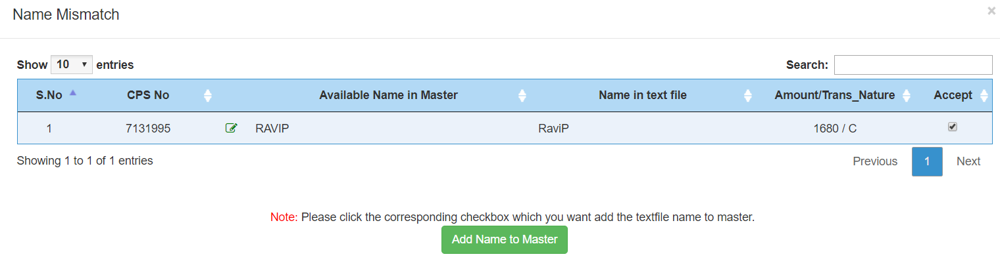 Name Mismatch ×
Show 10 entries Search:
S.No CPS No Available Name in Master Name in text file Amount/Trans_Nature Accept
1 7131995 RAVIP RaviP 1680 / C
Showing 1 to 1 of 1 entries Previous 1 Next
Note: Please click the corresponding checkbox which you want add the textfile name to master.
Add Name to Master